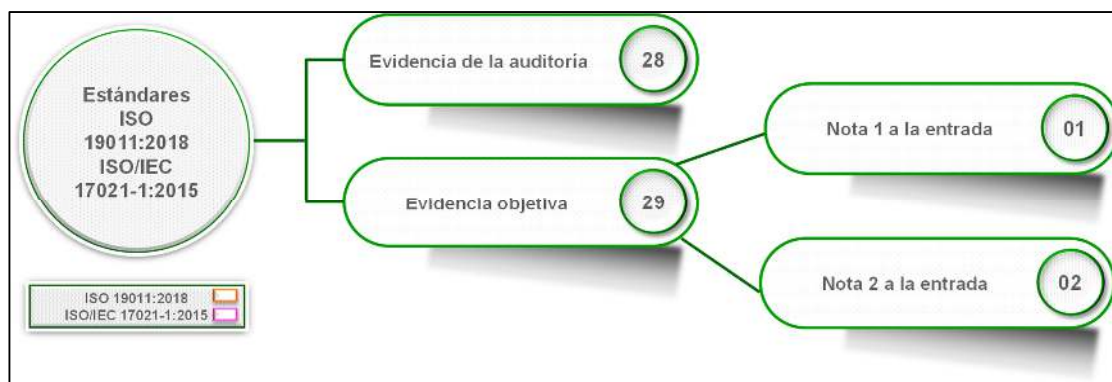 Estándares
ISO
19011:2018
ISO/IEC
17021-1:2015
Evidencia de la auditoría 28
Evidencia objetiva 29
Nota 1 a la entrada 01
Nota 2 a la entrada 02
ISO 19011:2018
ISO/IEC 17021-1:2015